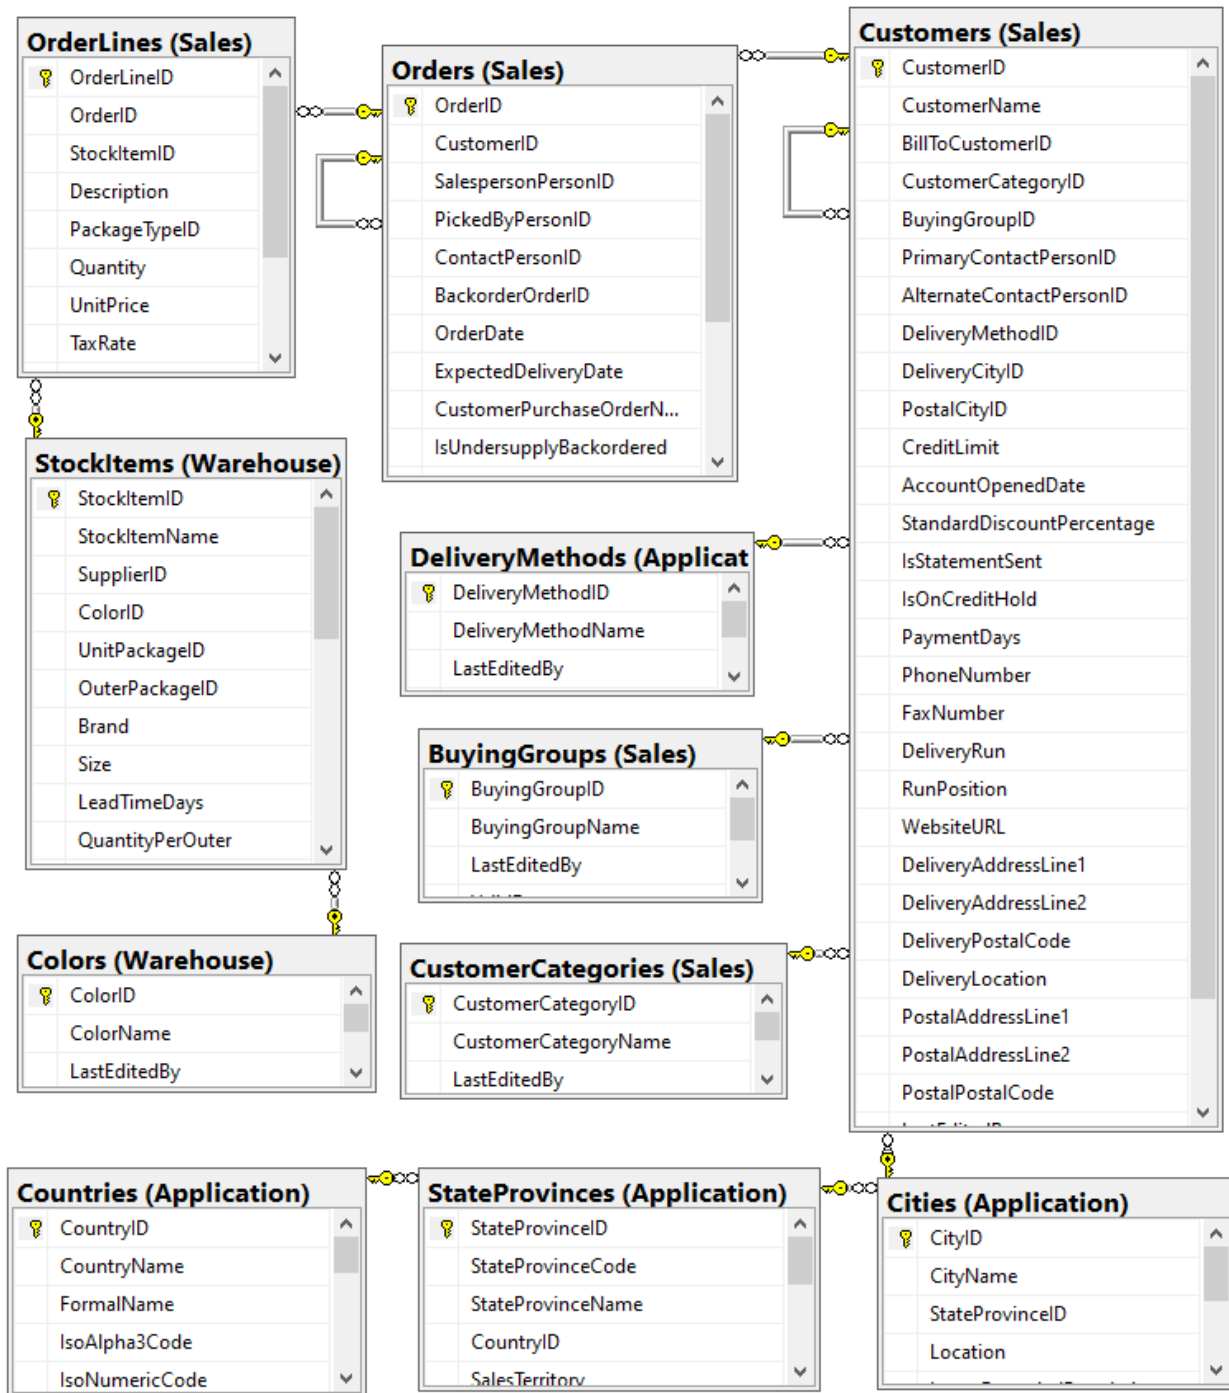 OrderLines (Sales)
OrderLineID
OrderID
StockItemID
Description
PackageTypeID
Quantity
UnitPrice
TaxRate
Orders (Sales)
OrderID
CustomerID
SalespersonPersonID
PickedByPersonID
ContactPersonID
BackorderOrderID
OrderDate
ExpectedDeliveryDate
CustomerPurchaseOrderN...
IsUndersupplyBackordered
Customers (Sales)
CustomerID
CustomerName
BillToCustomerID
CustomerCategoryID
BuyingGroupID
PrimaryContactPersonID
AlternateContactPersonID
DeliveryMethodID
DeliveryCityID
PostalCityID
CreditLimit
AccountOpenedDate
StandardDiscountPercentage
IsStatementSent
IsOnCreditHold
PaymentDays
PhoneNumber
FaxNumber
DeliveryRun
RunPosition
WebsiteURL
DeliveryAddressLine1
DeliveryAddressLine2
DeliveryPostalCode
DeliveryLocation
PostalAddressLine1
PostalAddressLine2
PostalPostalCode
StockItems (Warehouse)
StockItemID
StockItemName
SupplierID
ColorID
UnitPackageID
OuterPackageID
Brand
Size
LeadTimeDays
QuantityPerOuter
DeliveryMethods (Applicat
DeliveryMethodID
DeliveryMethodName
LastEditedBy
BuyingGroups (Sales)
BuyingGroupID
BuyingGroupName
LastEditedBy
Colors (Warehouse)
ColorID
ColorName
LastEditedBy
CustomerCategories (Sales)
CustomerCategoryID
CustomerCategoryName
LastEditedBy
Countries (Application)
CountryID
CountryName
FormalName
IsoAlpha3Code
IsoNumericCode
StateProvinces (Application)
StateProvinceID
StateProvinceCode
StateProvinceName
CountryID
SalesTerritory
Cities (Application)
CityID
CityName
StateProvinceID
Location